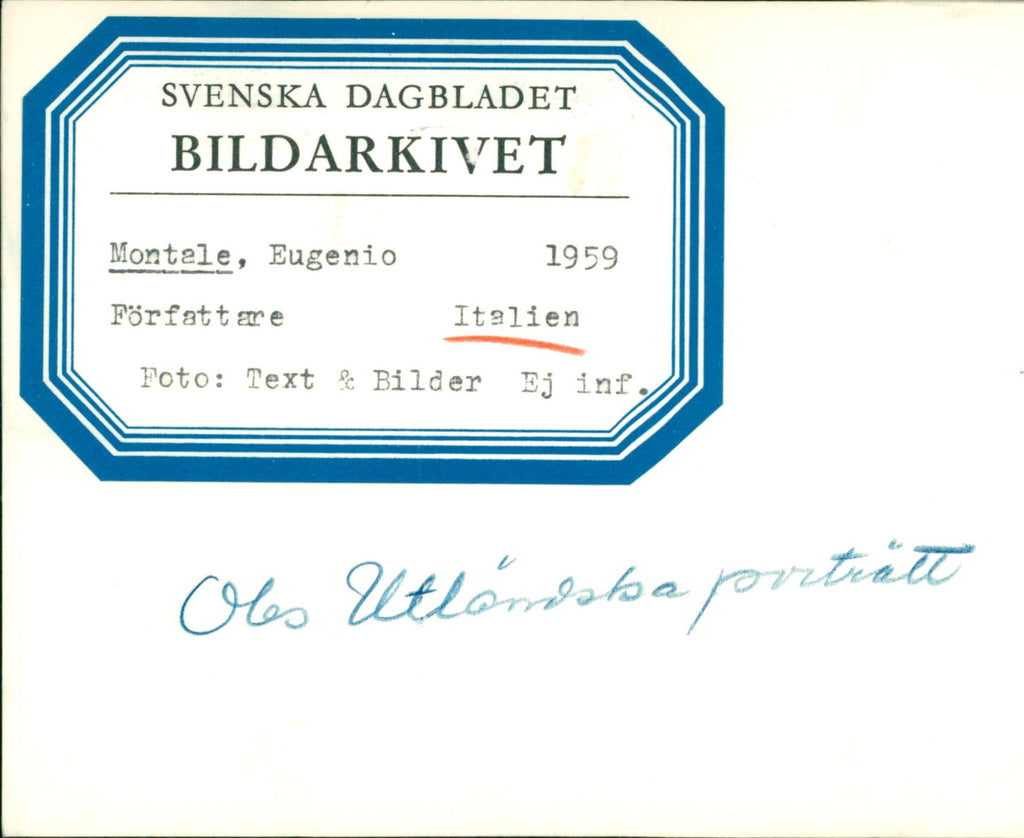 SVENSKA DAGBLADET
BILDARKIVET
Montale, Eugenio 1959
Författare Italien
Foto: Text & Bilder Ej inf.
Obs Utländska porträtt